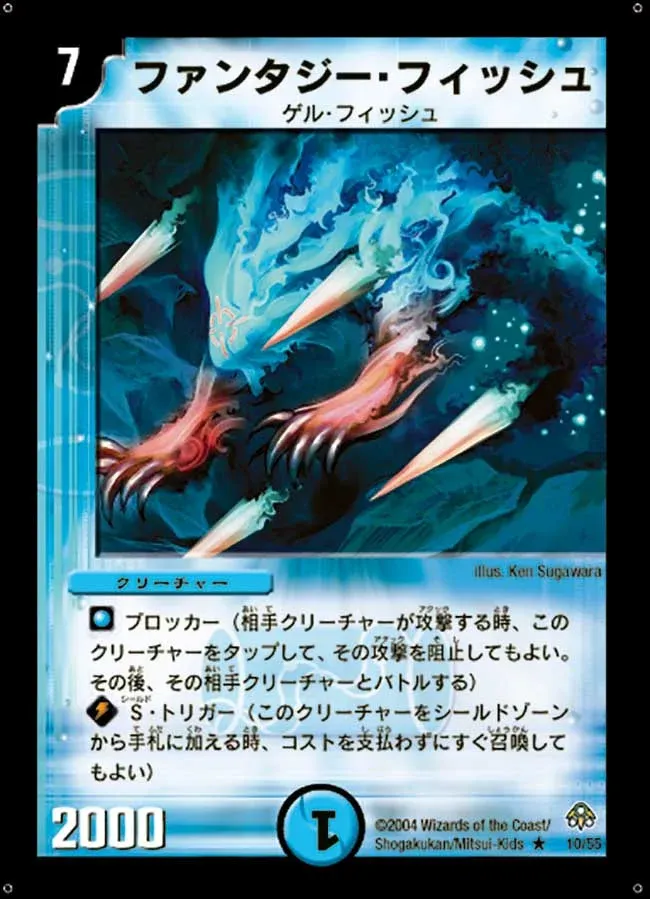 7
ファンタジー・フィッシュ
ゲル・フィッシュ
illus. Ken Sugawara
クリーチャー
ブロッカー(相手クリーチャーが攻撃する時、この
クリーチャーをタップして、その攻撃を阻止してもよい。
その後、その相手クリーチャーとバトルする)
S・トリガー(このクリーチャーをシールドゾーン
から手札に加える時、コストを支払わずにすぐ召喚して
もよい)
2000
1
©2004 Wizards of the Coast/
Shogakukan/Mitsui-Kids ★ 10/55